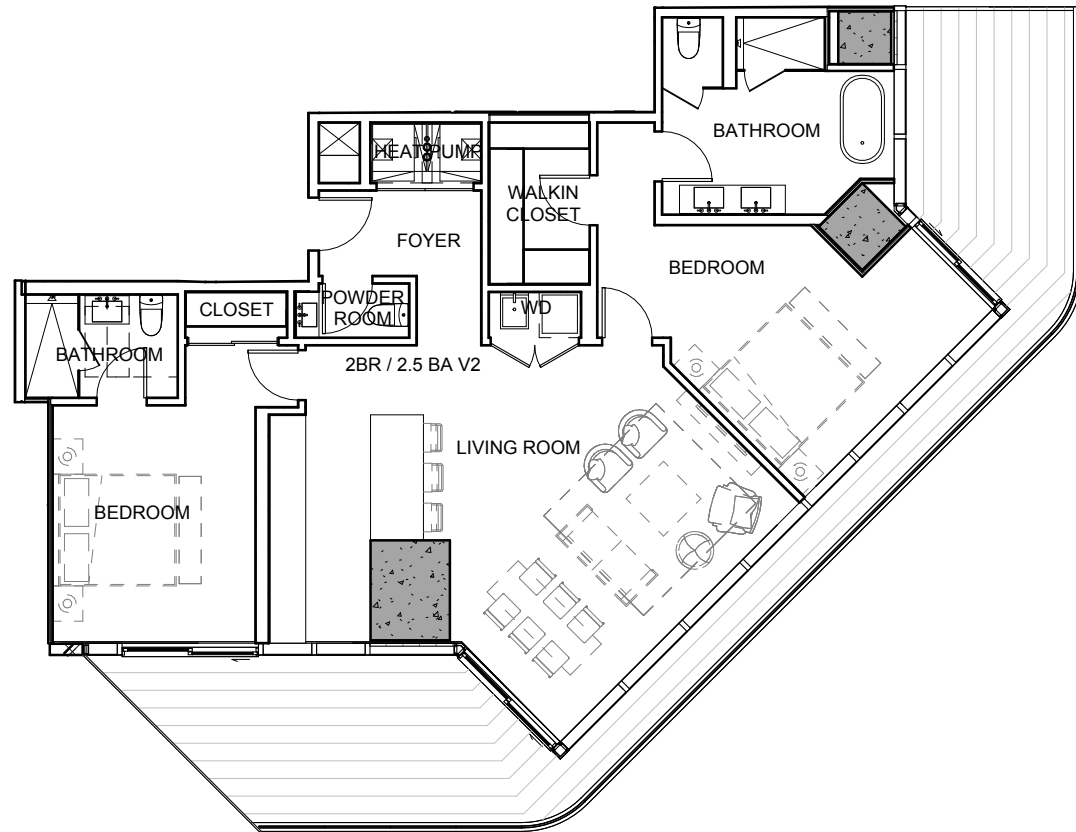 BATHROOM
HEAT PUMP
WALKIN
CLOSET
FOYER
BEDROOM
POWDER
ROOM
CLOSET
WD
BATHROOM
2BR / 2.5 BA V2
LIVING ROOM
BEDROOM